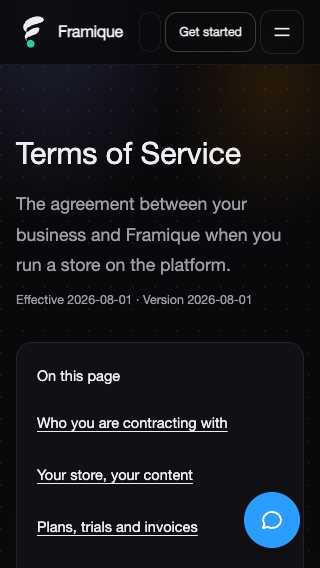 Framique
Get started
Terms of Service
The agreement between your
business and Framique when you
run a store on the platform.
Effective 2026-08-01 · Version 2026-08-01
On this page
Who you are contracting with
Your store, your content
Plans, trials and invoices